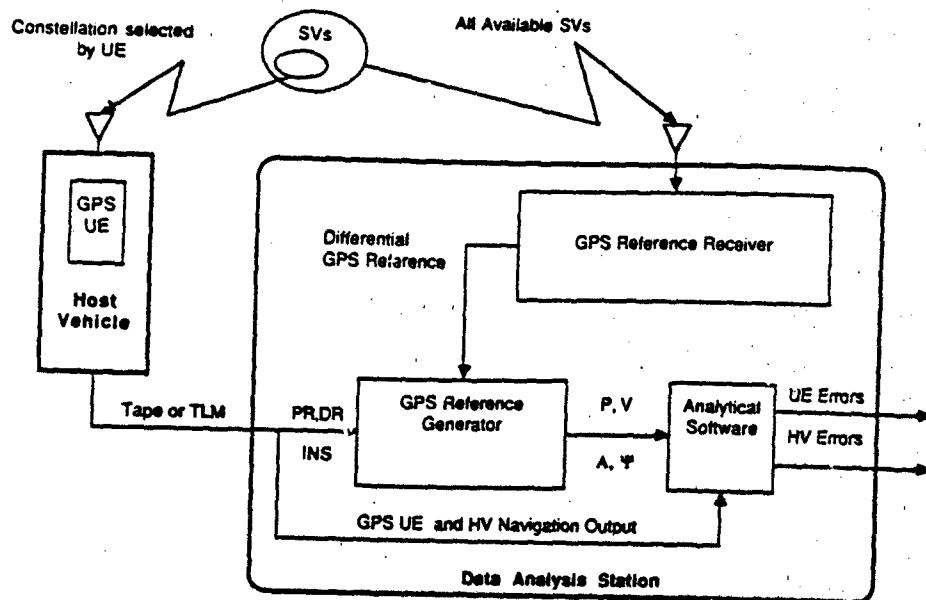 Constellation selected
by UE
SVs
All Available SVs
GPS
UE
Host
Vehicle
GPS Reference Receiver
Differential
GPS Reference
Tape or TLM
PR,DR
INS
GPS Reference
Generator
P, V
A, Ψ
Analytical
Software
UE Errors
HV Errors
GPS UE and HV Navigation Output
Data Analysis Station